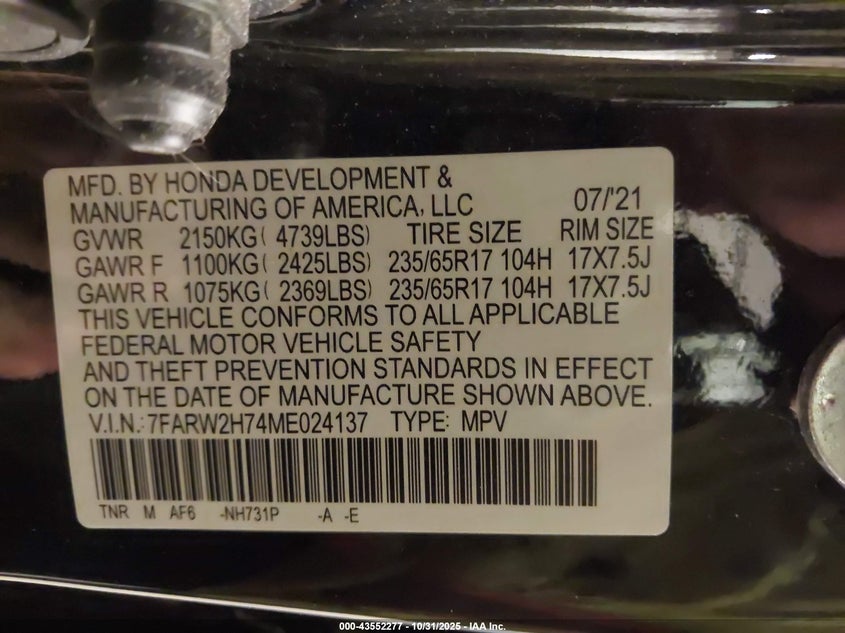 MFD. BY HONDA DEVELOPMENT &
MANUFACTURING OF AMERICA, LLC 07/'21
GVWR 2150KG( 4739LBS) TIRE SIZE RIM SIZE
GAWR F 1100KG( 2425LBS) 235/65R17 104H 17X7.5J
GAWR R 1075KG( 2369LBS) 235/65R17 104H 17X7.5J
THIS VEHICLE CONFORMS TO ALL APPLICABLE
FEDERAL MOTOR VEHICLE SAFETY
AND THEFT PREVENTION STANDARDS IN EFFECT
ON THE DATE OF MANUFACTURE SHOWN ABOVE.
V.I.N.: 7FARW2H74ME024137 TYPE: MPV
TNR M AF6 -NH731P -A -E
000-43552277 - 10/31/2025 - IAA Inc.